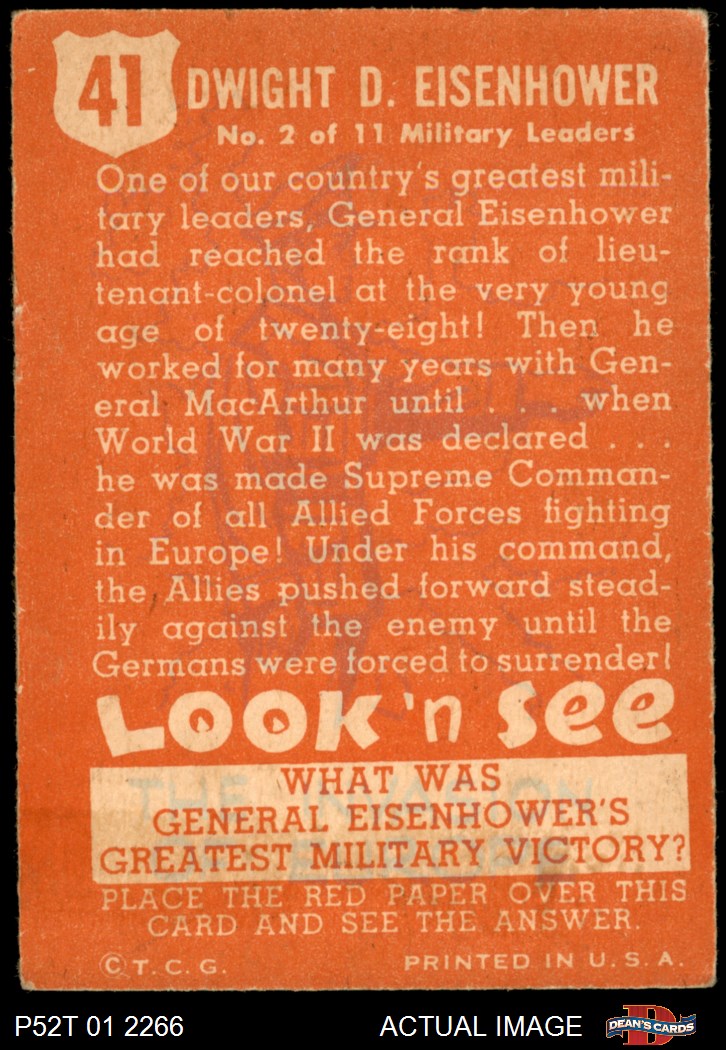 41
DWIGHT D. EISENHOWER
No. 2 of 11 Military Leaders
One of our country's greatest mili-
tary leaders, General Eisenhower
had reached the rank of lieu-
tenant-colonel at the very young
age of twenty-eight! Then he
worked for many years with Gen-
eral MacArthur until . . . when
World War II was declared . . .
he was made Supreme Comman-
der of all Allied Forces fighting
in Europe! Under his command,
the Allies pushed forward stead-
ily against the enemy until the
Germans were forced to surrender!
LOOK 'n SEE
WHAT WAS
GENERAL EISENHOWER'S
GREATEST MILITARY VICTORY?
PLACE THE RED PAPER OVER THIS
CARD AND SEE THE ANSWER.
© T. C. G.
PRINTED IN U. S. A.
P52T 01 2266
ACTUAL IMAGE
D
DEAN'S CARDS